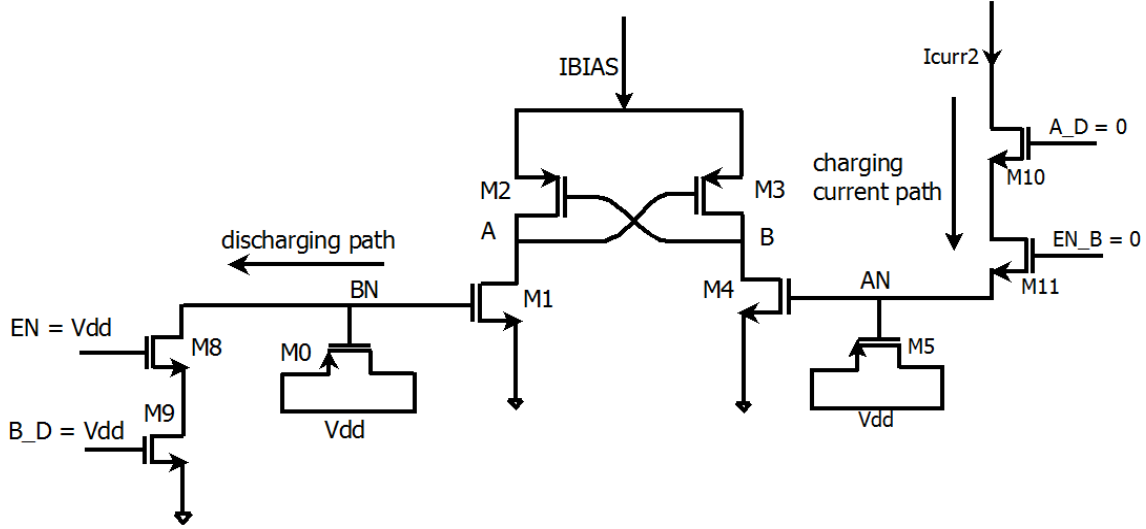 Icurr2
IBIAS
A_D = 0
M10
M2
M3
charging
current path
A
B
EN_B = 0
discharging path
M11
BN
M1
M4
AN
EN = Vdd
M8
M0
M5
M9
Vdd
Vdd
B_D = Vdd